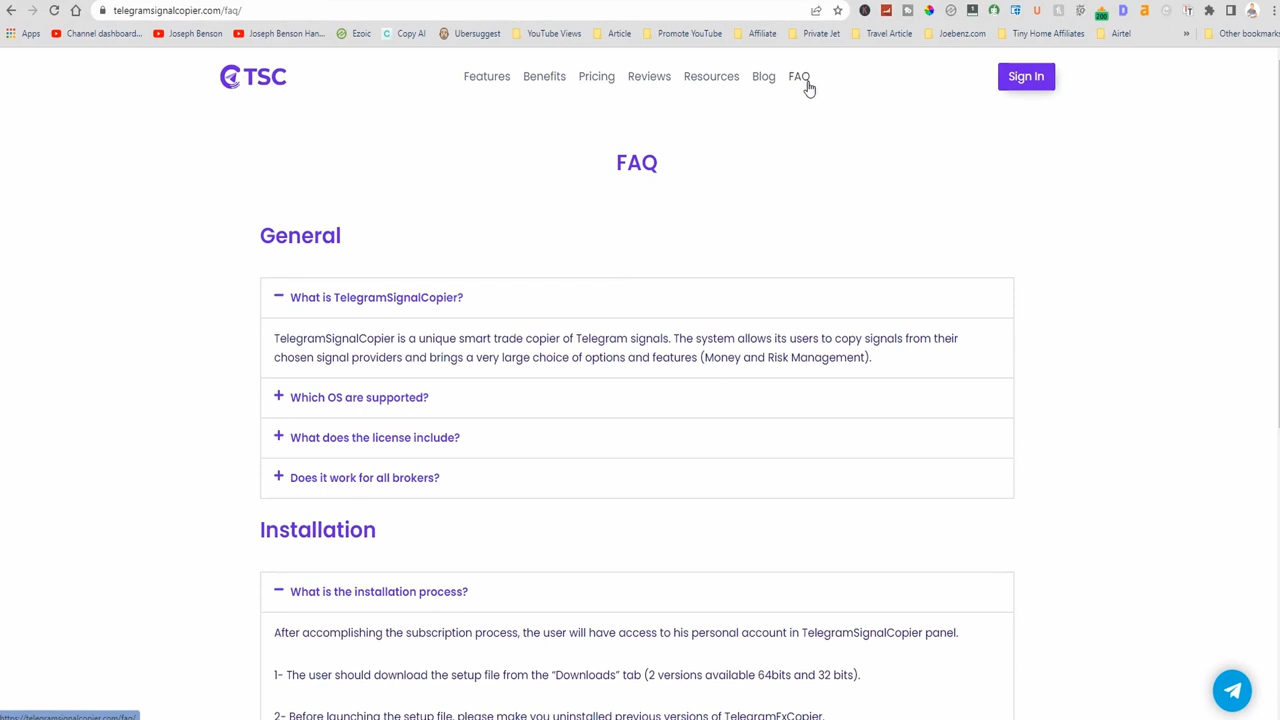 telegramsignalcopier.com/faq/
Apps Channel dashboard... Joseph Benson Joseph Benson Han... Ezoic Copy AI Ubersuggest YouTube Views Article Promote YouTube Affiliate Private Jet Travel Article Joebenz.com Tiny Home Affiliates Airtel » Other bookmarks
TSC Features Benefits Pricing Reviews Resources Blog FAQ Sign In
FAQ
General
What is TelegramSignalCopier?
TelegramSignalCopier is a unique smart trade copier of Telegram signals. The system allows its users to copy signals from their
chosen signal providers and brings a very large choice of options and features (Money and Risk Management).
Which OS are supported?
What does the license include?
Does it work for all brokers?
Installation
What is the installation process?
After accomplishing the subscription process, the user will have access to his personal account in TelegramSignalCopier panel.
1- The user should download the setup file from the “Downloads” tab (2 versions available 64bits and 32 bits).
2- Before launching the setup file, please make you uninstalled previous versions of TelegramFxCopier.
https://telegramsignalcopier.com/faq/